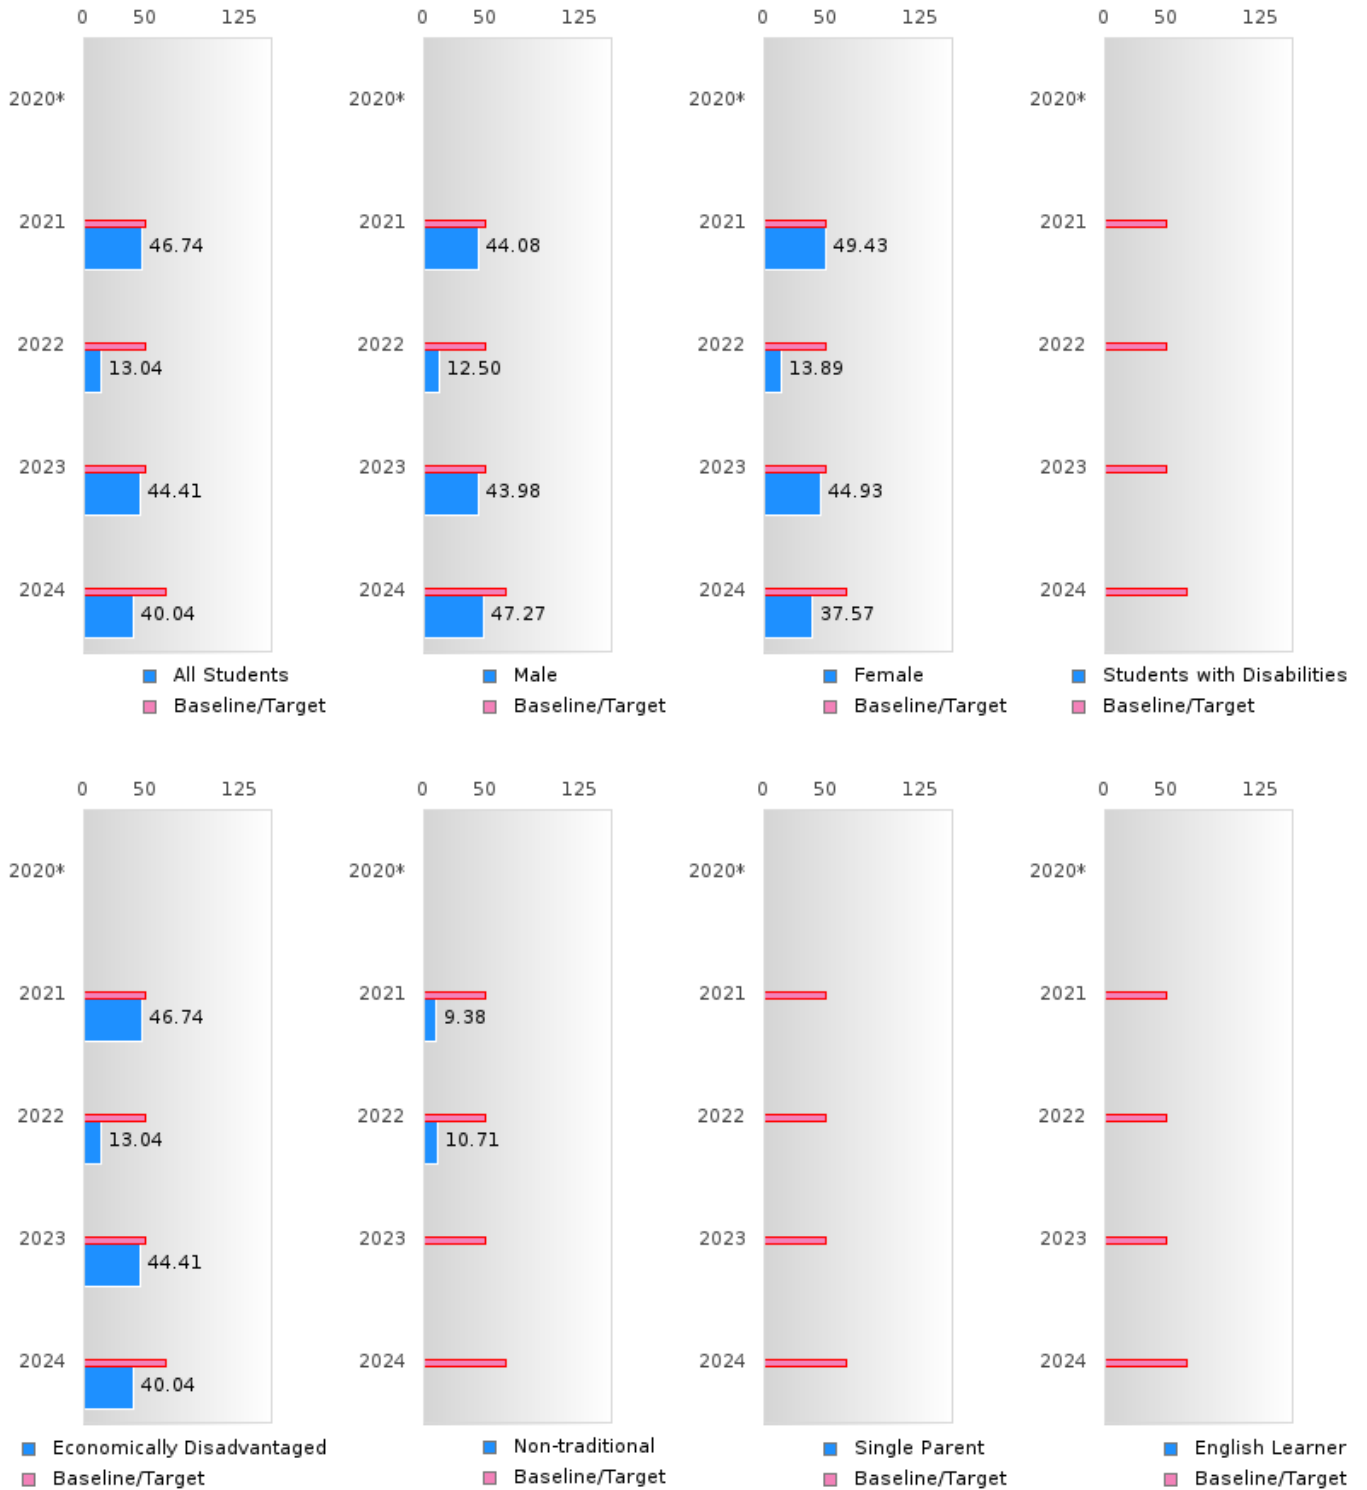 0 50 125 0 50 125 0 50 125 0 50 125
2020* 2020* 2020* 2020*
2021 2021 2021 2021
46.74 44.08 49.43
2022 2022 2022 2022
13.04 12.50 13.89
2023 2023 2023 2023
44.41 43.98 44.93
2024 2024 2024 2024
40.04 47.27 37.57
All Students Male Female Students with Disabilities
Baseline/Target Baseline/Target Baseline/Target Baseline/Target
0 50 125 0 50 125 0 50 125 0 50 125
2020* 2020* 2020* 2020*
2021 2021 2021 2021
46.74 9.38
2022 2022 2022 2022
13.04 10.71
2023 2023 2023 2023
44.41
2024 2024 2024 2024
40.04
Economically Disadvantaged Non-traditional Single Parent English Learner
Baseline/Target Baseline/Target Baseline/Target Baseline/Target